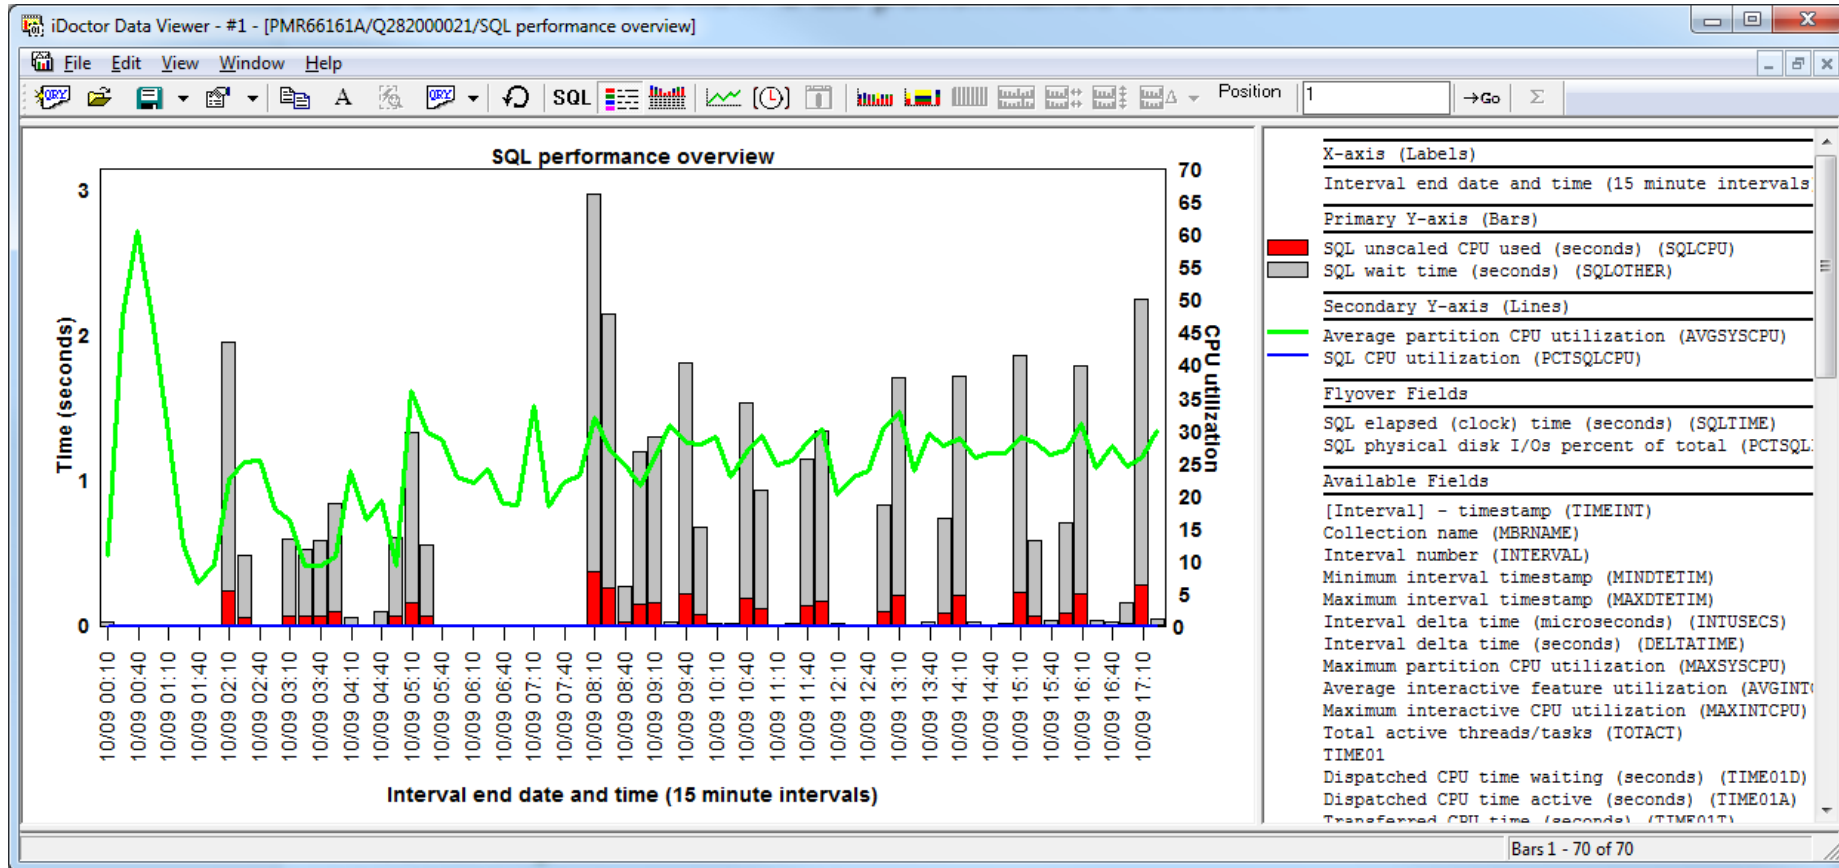 iDoctor Data Viewer - #1 - [PMR66161A/Q282000021/SQL performance overview]
File Edit View Window Help
QRY A QRY SQL Position 1 →Go Σ
SQL performance overview
Time (seconds)
3
2
1
0
70
65
60
55
50
45
40
35
30
25
20
15
10
5
0
CPU utilization
10/09 00:10
10/09 00:40
10/09 01:10
10/09 01:40
10/09 02:10
10/09 02:40
10/09 03:10
10/09 03:40
10/09 04:10
10/09 04:40
10/09 05:10
10/09 05:40
10/09 06:10
10/09 06:40
10/09 07:10
10/09 07:40
10/09 08:10
10/09 08:40
10/09 09:10
10/09 09:40
10/09 10:10
10/09 10:40
10/09 11:10
10/09 11:40
10/09 12:10
10/09 12:40
10/09 13:10
10/09 13:40
10/09 14:10
10/09 14:40
10/09 15:10
10/09 15:40
10/09 16:10
10/09 16:40
10/09 17:10
Interval end date and time (15 minute intervals)
X-axis (Labels)
Interval end date and time (15 minute intervals
Primary Y-axis (Bars)
SQL unscaled CPU used (seconds) (SQLCPU)
SQL wait time (seconds) (SQLOTHER)
Secondary Y-axis (Lines)
Average partition CPU utilization (AVGSYSCPU)
SQL CPU utilization (PCTSQLCPU)
Flyover Fields
SQL elapsed (clock) time (seconds) (SQLTIME)
SQL physical disk I/Os percent of total (PCTSQL
Available Fields
[Interval] - timestamp (TIMEINT)
Collection name (MBRNAME)
Interval number (INTERVAL)
Minimum interval timestamp (MINDTETIM)
Maximum interval timestamp (MAXDTETIM)
Interval delta time (microseconds) (INTUSECS)
Interval delta time (seconds) (DELTATIME)
Maximum partition CPU utilization (MAXSYSCPU)
Average interactive feature utilization (AVGINT
Maximum interactive CPU utilization (MAXINTCPU)
Total active threads/tasks (TOTACT)
TIME01
Dispatched CPU time waiting (seconds) (TIME01D)
Dispatched CPU time active (seconds) (TIME01A)
Transferred CPU time (seconds) (TIME01T)
Bars 1 - 70 of 70